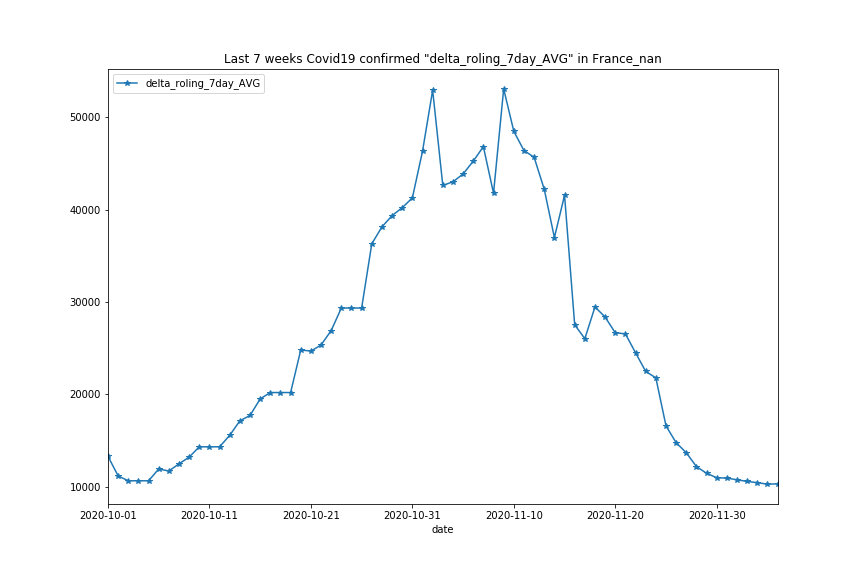 Last 7 weeks Covid19 confirmed "delta_roling_7day_AVG" in France_nan
delta_roling_7day_AVG
50000
40000
30000
20000
10000
2020-10-01 2020-10-11 2020-10-21 2020-10-31 2020-11-10 2020-11-20 2020-11-30
date